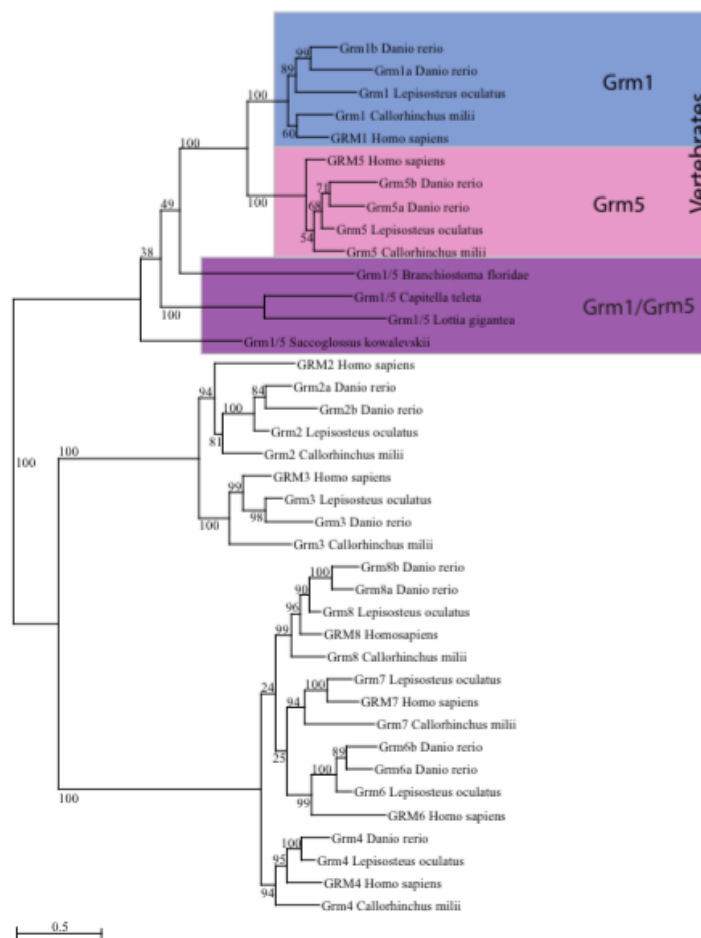 Grm1b Danio rerio
99
Grm1a Danio rerio
89
Grm1 Lepisosteus oculatus
Grm1
100
Grm1 Callorhinchus milii
60
GRM1 Homo sapiens
Vertebrates
100
GRM5 Homo sapiens
Grm5b Danio rerio
71
100
Grm5a Danio rerio
Grm5
49
68
Grm5 Lepisosteus oculatus
54
Grm5 Callorhinchus milii
38
Grm1/5 Branchiostoma floridae
Grm1/5 Capitella teleta
100
Grm1/Grm5
Grm1/5 Lottia gigantea
Grm1/5 Saccoglossus kowalevskii
GRM2 Homo sapiens
94
Grm2a Danio rerio
84
100
Grm2b Danio rerio
Grm2 Lepisosteus oculatus
81
Grm2 Callorhinchus milii
100
100
GRM3 Homo sapiens
99
Grm3 Lepisosteus oculatus
98
Grm3 Danio rerio
100
Grm3 Callorhinchus milii
Grm8b Danio rerio
100
Grm8a Danio rerio
90
Grm8 Lepisosteus oculatus
96
GRM8 Homosapiens
99
Grm8 Callorhinchus milii
Grm7 Lepisosteus oculatus
100
24
GRM7 Homo sapiens
94
Grm7 Callorhinchus milii
Grm6b Danio rerio
25
89
Grm6a Danio rerio
100
Grm6 Lepisosteus oculatus
100
99
GRM6 Homo sapiens
Grm4 Danio rerio
100
Grm4 Lepisosteus oculatus
95
GRM4 Homo sapiens
94
Grm4 Callorhinchus milii
0.5